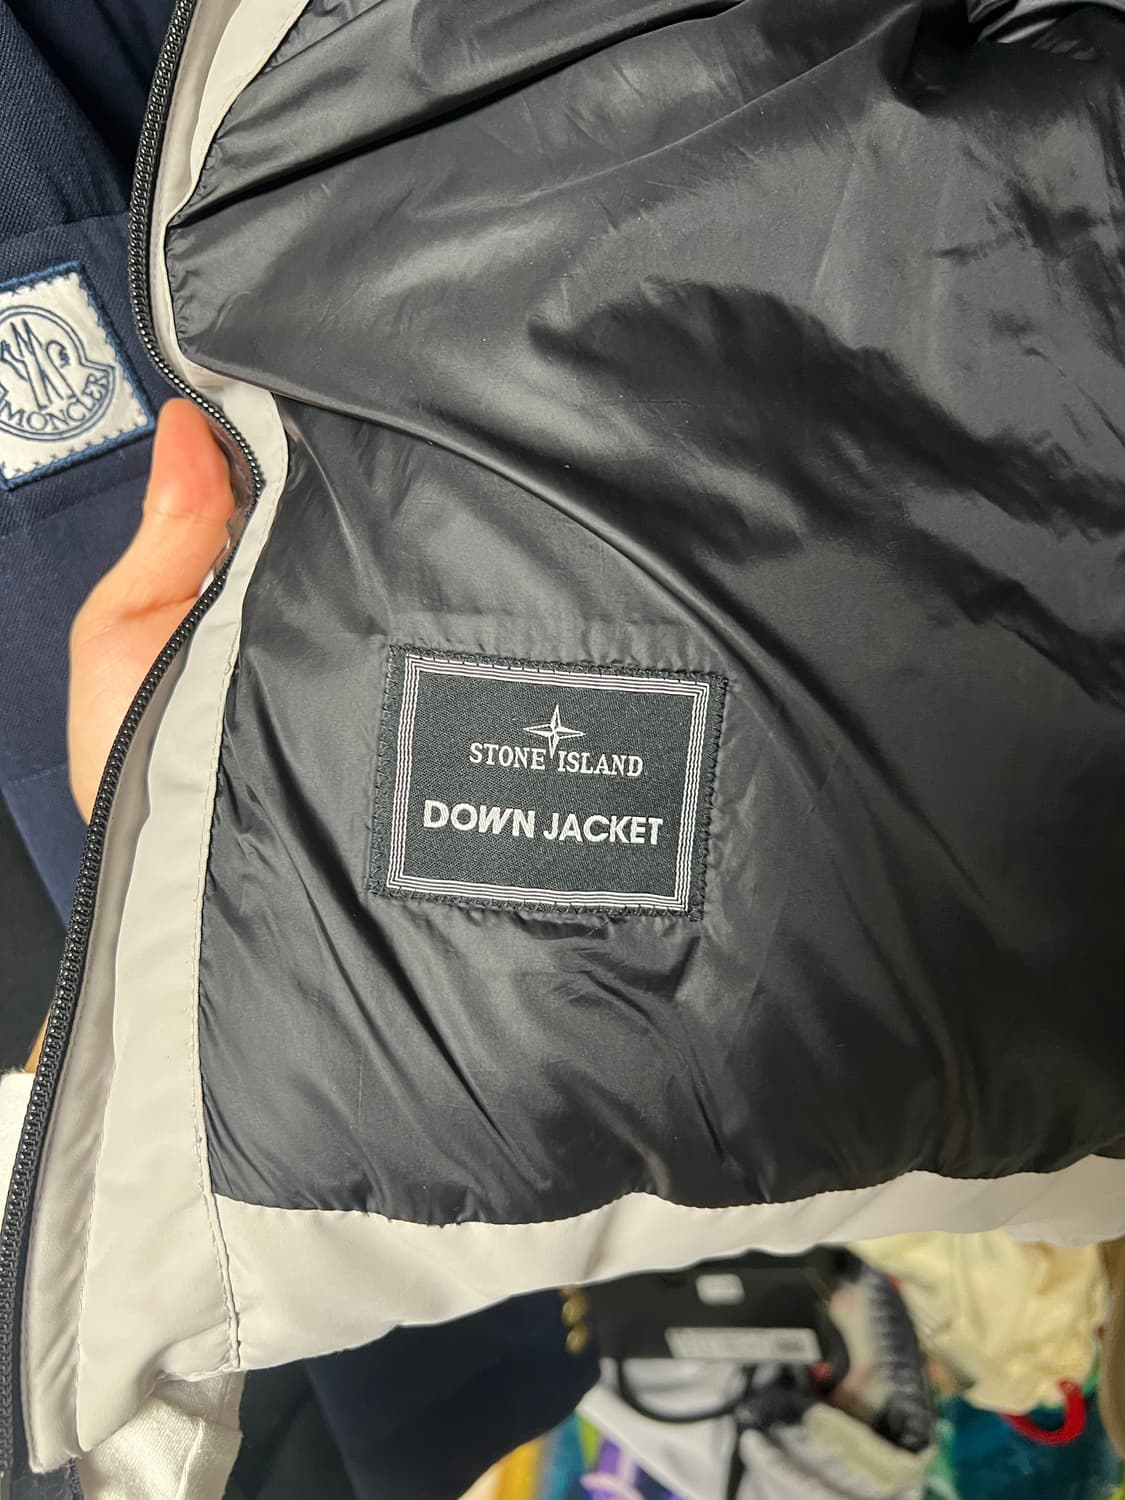 MONCLER
STONE ISLAND
DOWN JACKET